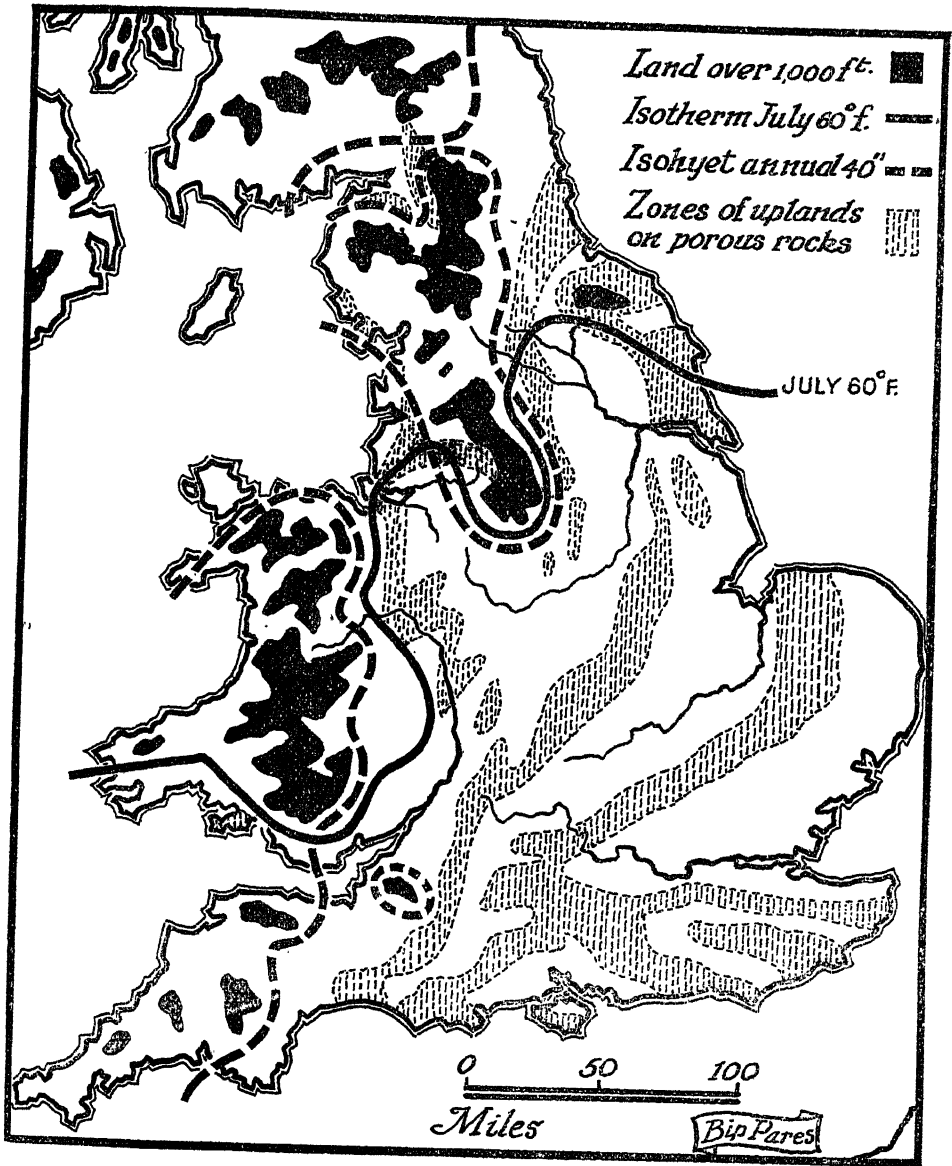 Land over 1,000 ft.
Isotherm July 60°f.
Isohyet annual 40"
Zones of uplands
on porous rocks
JULY 60°F.
0 50 100
Miles
Bip Pares